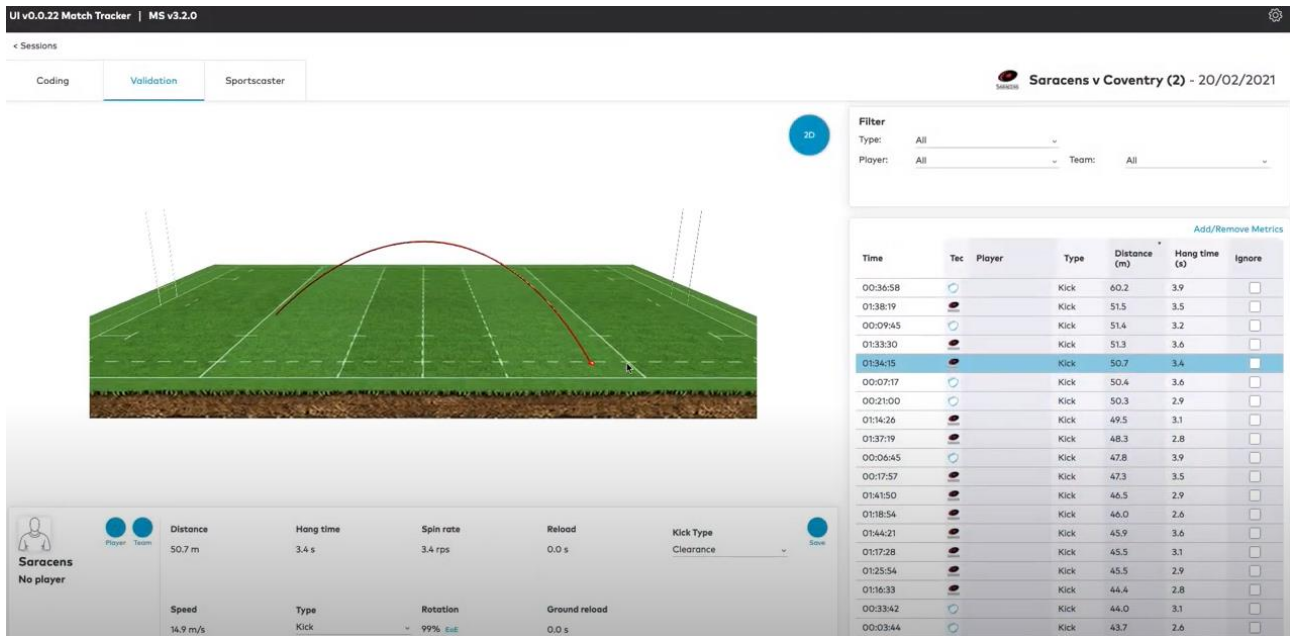 UI v0.0.22 Match Tracker | MS v3.2.0
< Sessions
Coding Validation Sportscaster
SARACENS
Saracens v Coventry (2) - 20/02/2021
2D
Filter
Type: All
Player: All Team: All
Add/Remove Metrics
Time Tec Player Type Distance (m) Hang time (s) Ignore
00:36:58 Kick 60.2 3.9
01:38:19 Kick 51.5 3.5
00:09:45 Kick 51.4 3.2
01:33:30 Kick 51.3 3.6
01:34:15 Kick 50.7 3.4
00:07:17 Kick 50.4 3.6
00:21:00 Kick 50.3 2.9
01:14:26 Kick 49.5 3.1
01:37:19 Kick 48.3 2.8
00:06:45 Kick 47.8 3.9
00:17:57 Kick 47.3 3.5
01:41:50 Kick 46.5 2.9
01:18:54 Kick 46.0 2.6
01:44:21 Kick 45.9 3.6
01:17:28 Kick 45.5 3.1
01:25:54 Kick 45.5 2.9
01:16:33 Kick 44.4 2.8
00:33:42 Kick 44.0 3.1
00:03:44 Kick 43.7 2.6
Player Team
Saracens
No player
Distance Hang time Spin rate Reload Kick Type
50.7 m 3.4 s 3.4 rps 0.0 s Clearance
Save
Speed Type Rotation Ground reload
14.9 m/s Kick 99% EoE 0.0 s